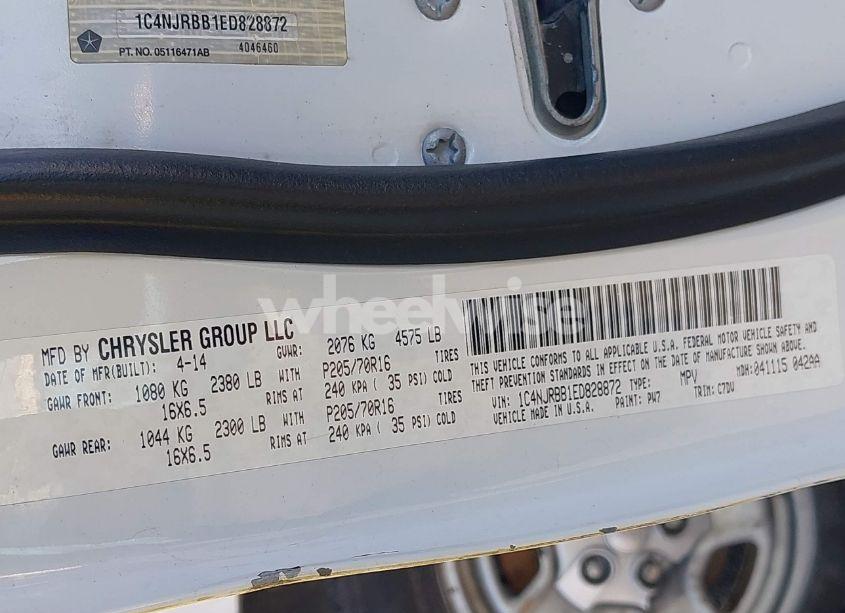 1C4NJRBB1ED828872
PT. NO. 05116471AB 4046460
wheelwise
MFD BY CHRYSLER GROUP LLC
DATE OF MFR(BUILT): 4-14 GVWR: 2076 KG 4575 LB
GAWR FRONT: 1080 KG 2380 LB WITH P205/70R16 TIRES
16X6.5 RIMS AT 240 KPA ( 35 PSI) COLD
GAWR REAR: 1044 KG 2300 LB WITH P205/70R16 TIRES
16X6.5 RIMS AT 240 KPA ( 35 PSI) COLD
THIS VEHICLE CONFORMS TO ALL APPLICABLE U.S.A. FEDERAL MOTOR VEHICLE SAFETY AND
THEFT PREVENTION STANDARDS IN EFFECT ON THE DATE OF MANUFACTURE SHOWN ABOVE.
VIN: 1C4NJRBB1ED828872 TYPE: MPV MDH: 041115 042AA
VEHICLE MADE IN U.S.A. PAINT: PW7 TRIM: C7DV